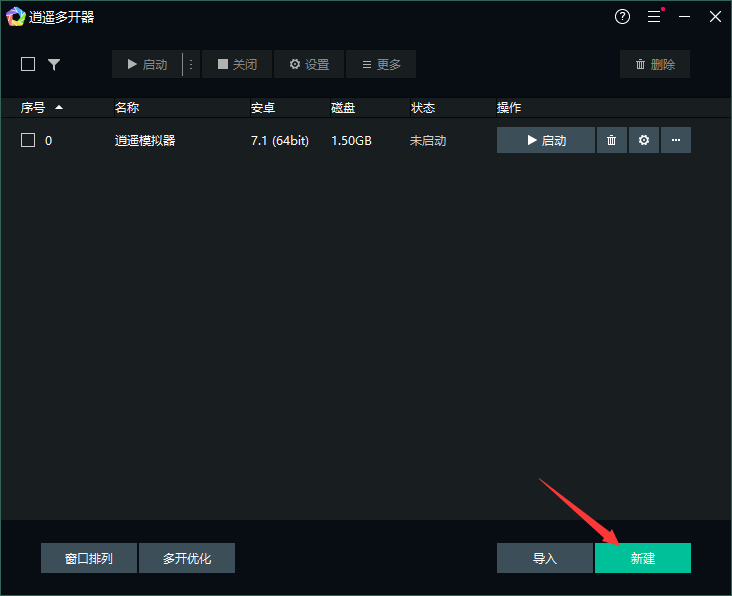 逍遥多开器
启动 关闭 设置 更多 删除
序号 名称 安卓 磁盘 状态 操作
0 逍遥模拟器 7.1 (64bit) 1.50GB 未启动 启动
窗口排列 多开优化 导入 新建